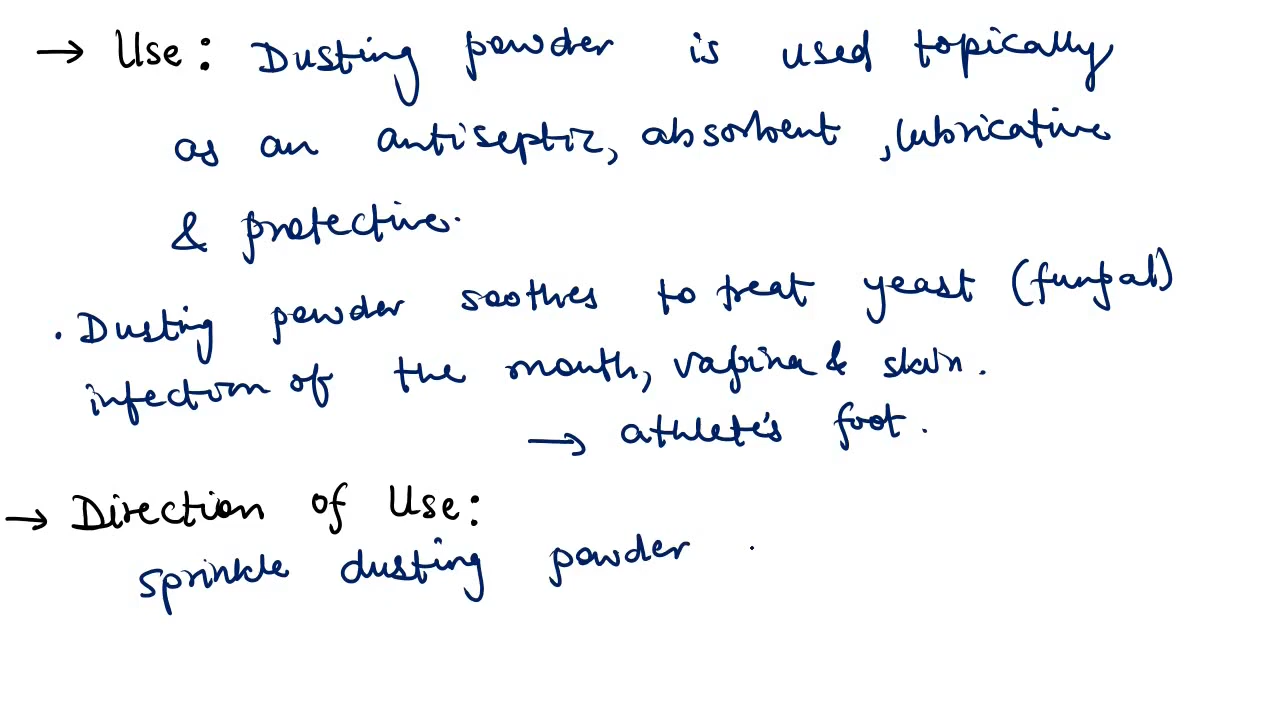 → Use: Dusting powder is used topically
as an antiseptic, absorbent, lubricative
& protective.
. Dusting powder soothes to treat yeast (fungal)
infection of the mouth, vagina & skin.
→ athlete's foot.
→ Direction of Use:
sprinkle dusting powder